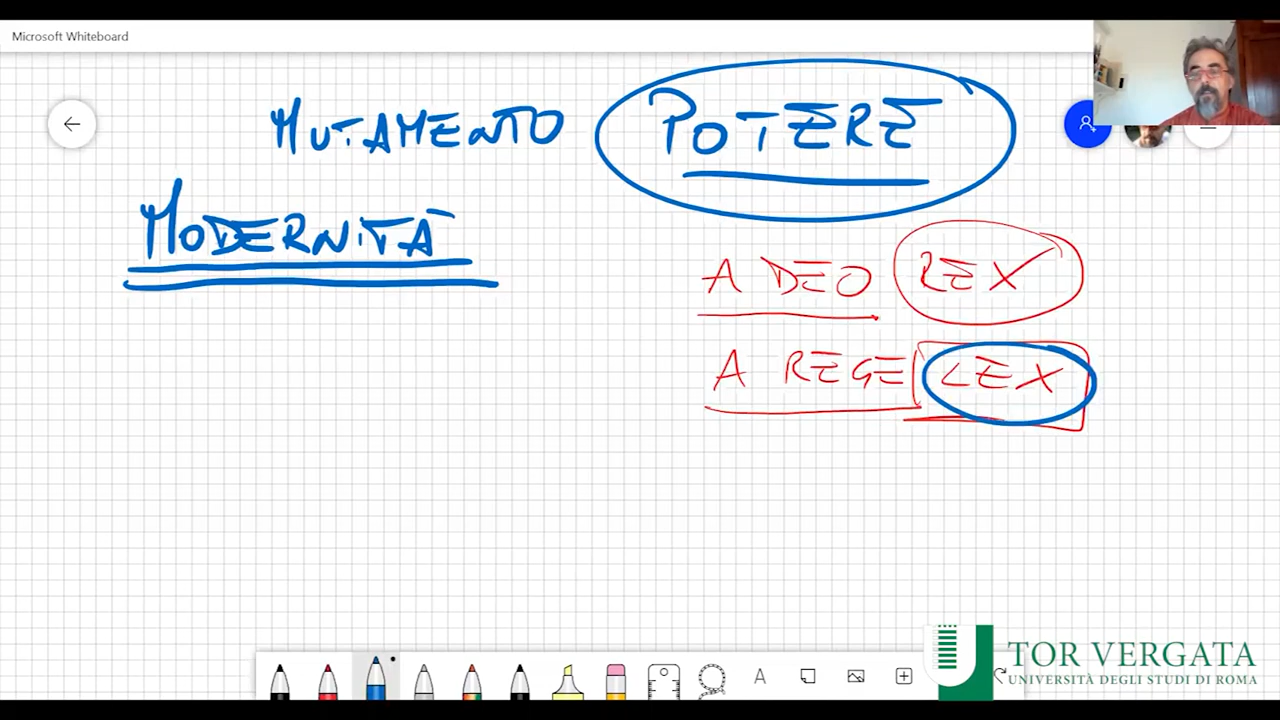 Microsoft Whiteboard
MUTAMENTO POTERE
MODERNITÀ
A DEO REX
A REGE LEX
TOR VERGATA
UNIVERSITÀ DEGLI STUDI DI ROMA